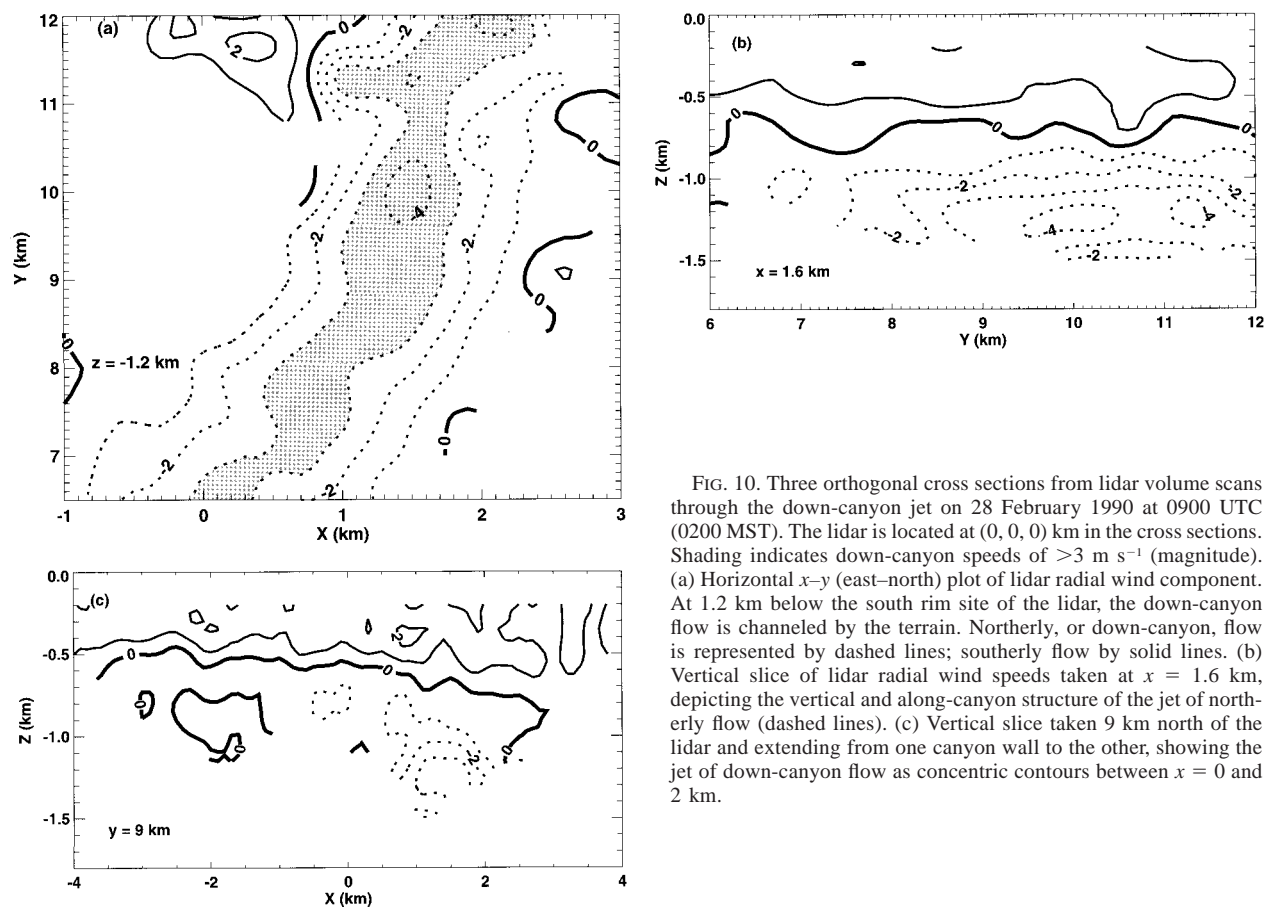 (a)
12
11
10
9
8
7
Y (km)
-1
0
1
2
3
X (km)
z = -1.2 km
2
0
-2
0
-4
-2
-2
0
0
0
-2
-2
0
(b)
0.0
-0.5
-1.0
-1.5
Z (km)
6
7
8
9
10
11
12
Y (km)
x = 1.6 km
0
0
0
-2
-2
-2
-4
-4
-2
(c)
0.0
-0.5
-1.0
-1.5
Z (km)
-4
-2
0
2
4
X (km)
y = 9 km
0
0
2
0
0
-2
0
FIG. 10. Three orthogonal cross sections from lidar volume scans
through the down-canyon jet on 28 February 1990 at 0900 UTC
(0200 MST). The lidar is located at (0, 0, 0) km in the cross sections.
Shading indicates down-canyon speeds of >3 m s⁻¹ (magnitude).
(a) Horizontal x–y (east–north) plot of lidar radial wind component.
At 1.2 km below the south rim site of the lidar, the down-canyon
flow is channeled by the terrain. Northerly, or down-canyon, flow
is represented by dashed lines; southerly flow by solid lines. (b)
Vertical slice of lidar radial wind speeds taken at x = 1.6 km,
depicting the vertical and along-canyon structure of the jet of north-
erly flow (dashed lines). (c) Vertical slice taken 9 km north of the
lidar and extending from one canyon wall to the other, showing the
jet of down-canyon flow as concentric contours between x = 0 and
2 km.